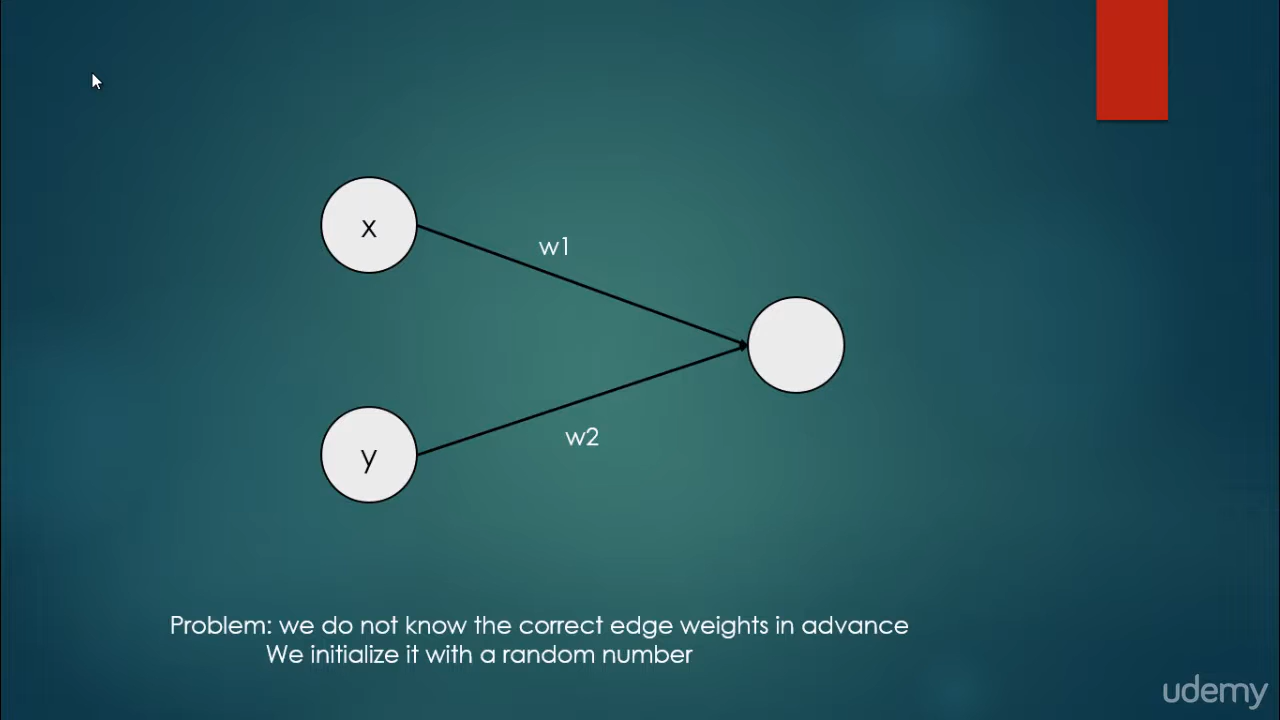 x
w1
y
w2
Problem: we do not know the correct edge weights in advance
We initialize it with a random number
udemy